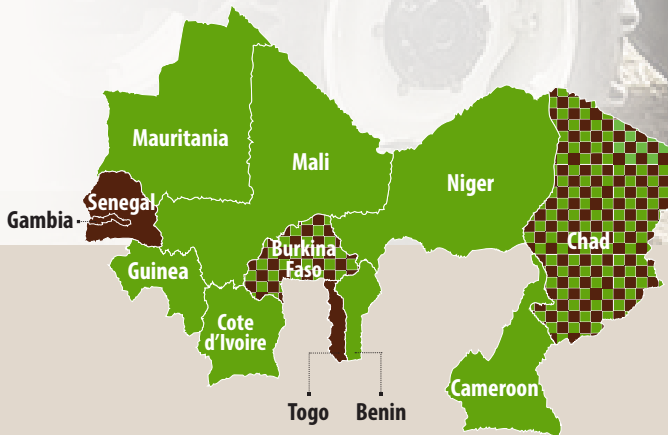 Mauritania
Mali
Niger
Senegal
Gambia
Chad
Burkina
Faso
Guinea
Cote
d'Ivoire
Cameroon
Togo
Benin